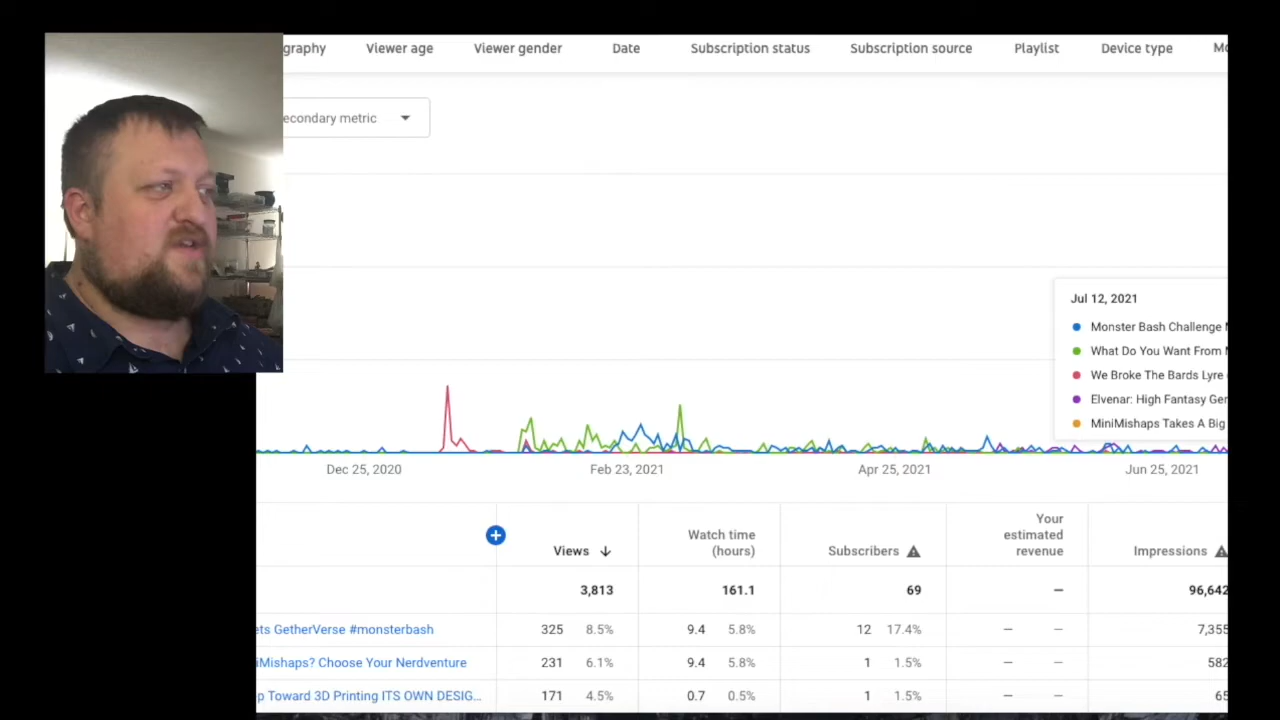 graphy Viewer age Viewer gender Date Subscription status Subscription source Playlist Device type Mo
econdary metric
Jul 12, 2021
Monster Bash Challenge M
What Do You Want From M
We Broke The Bards Lyre
Elvenar: High Fantasy Ger
MiniMishaps Takes A Big
Dec 25, 2020 Feb 23, 2021 Apr 25, 2021 Jun 25, 2021
Your
Watch time estimated
Views (hours) Subscribers revenue Impressions
3,813 161.1 69 — 96,642
ets GetherVerse #monsterbash 325 8.5% 9.4 5.8% 12 17.4% — — 7,355
iMishaps? Choose Your Nerdventure 231 6.1% 9.4 5.8% 1 1.5% — — 582
p Toward 3D Printing ITS OWN DESIG... 171 4.5% 0.7 0.5% 1 1.5% — — 65